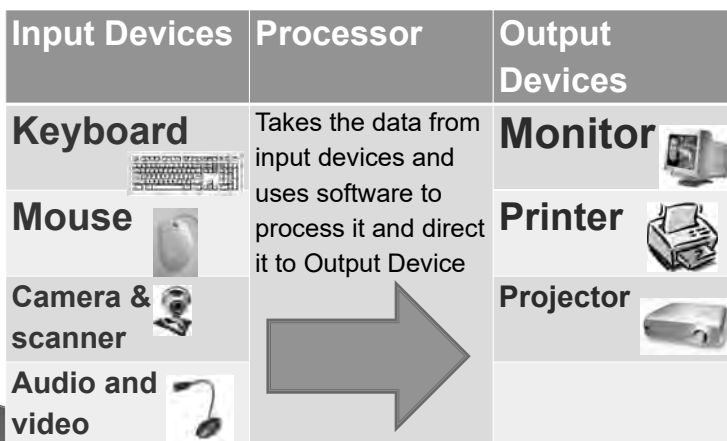 Input Devices
Processor
Output
Devices
Keyboard
Takes the data from
input devices and
uses software to
process it and direct
it to Output Device
Monitor
Mouse
Printer
Camera &
scanner
Projector
Audio and
video